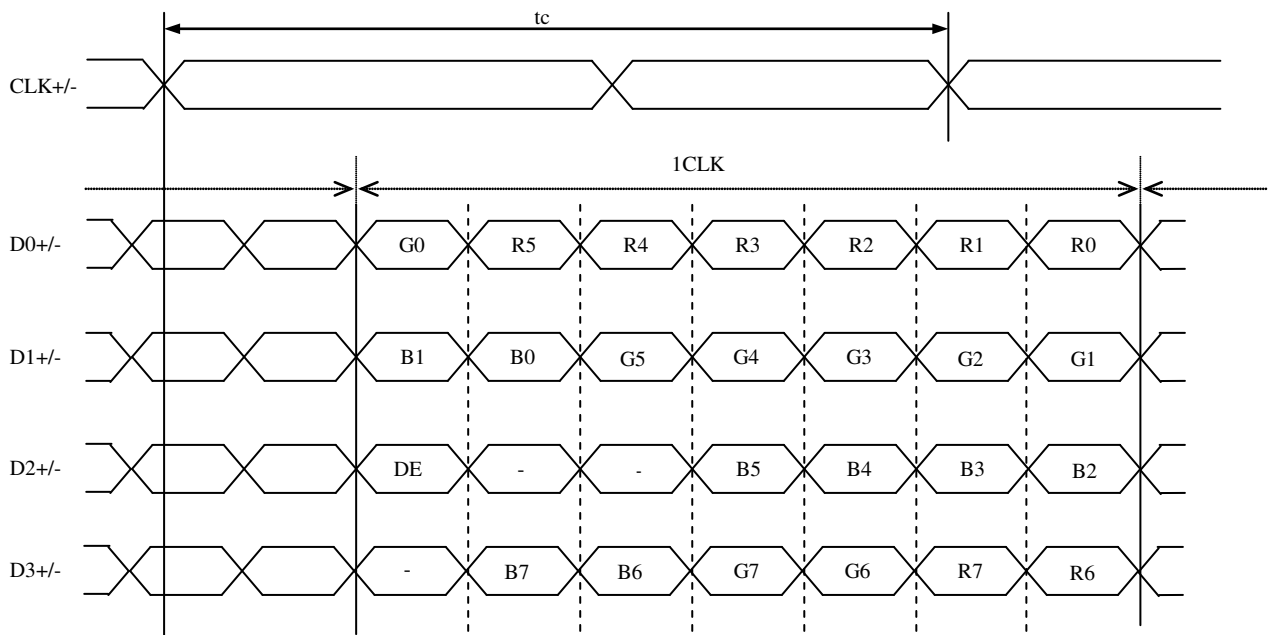 tc
CLK+/-
1CLK
D0+/- G0 R5 R4 R3 R2 R1 R0
D1+/- B1 B0 G5 G4 G3 G2 G1
D2+/- DE - - B5 B4 B3 B2
D3+/- - B7 B6 G7 G6 R7 R6